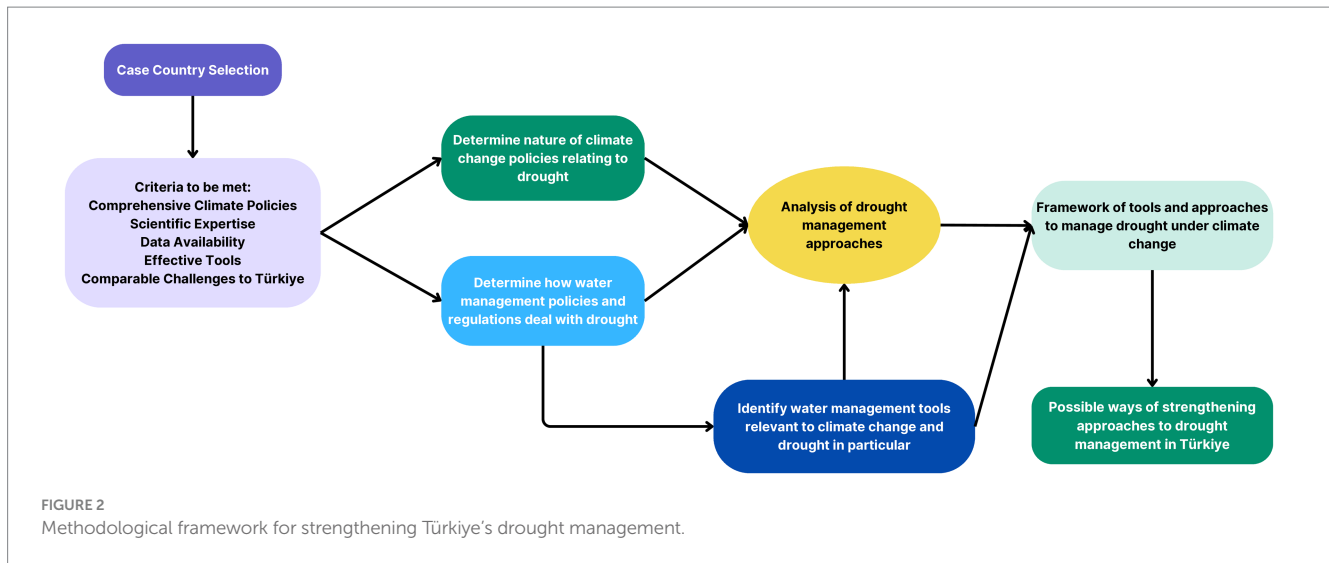 Case Country Selection
Criteria to be met:
Comprehensive Climate Policies
Scientific Expertise
Data Availability
Effective Tools
Comparable Challenges to Türkiye
Determine nature of climate
change policies relating to
drought
Determine how water
management policies and
regulations deal with drought
Analysis of drought
management
approaches
Identify water management tools
relevant to climate change and
drought in particular
Framework of tools and approaches
to manage drought under climate
change
Possible ways of strengthening
approaches to drought
management in Türkiye
FIGURE 2
Methodological framework for strengthening Türkiye's drought management.